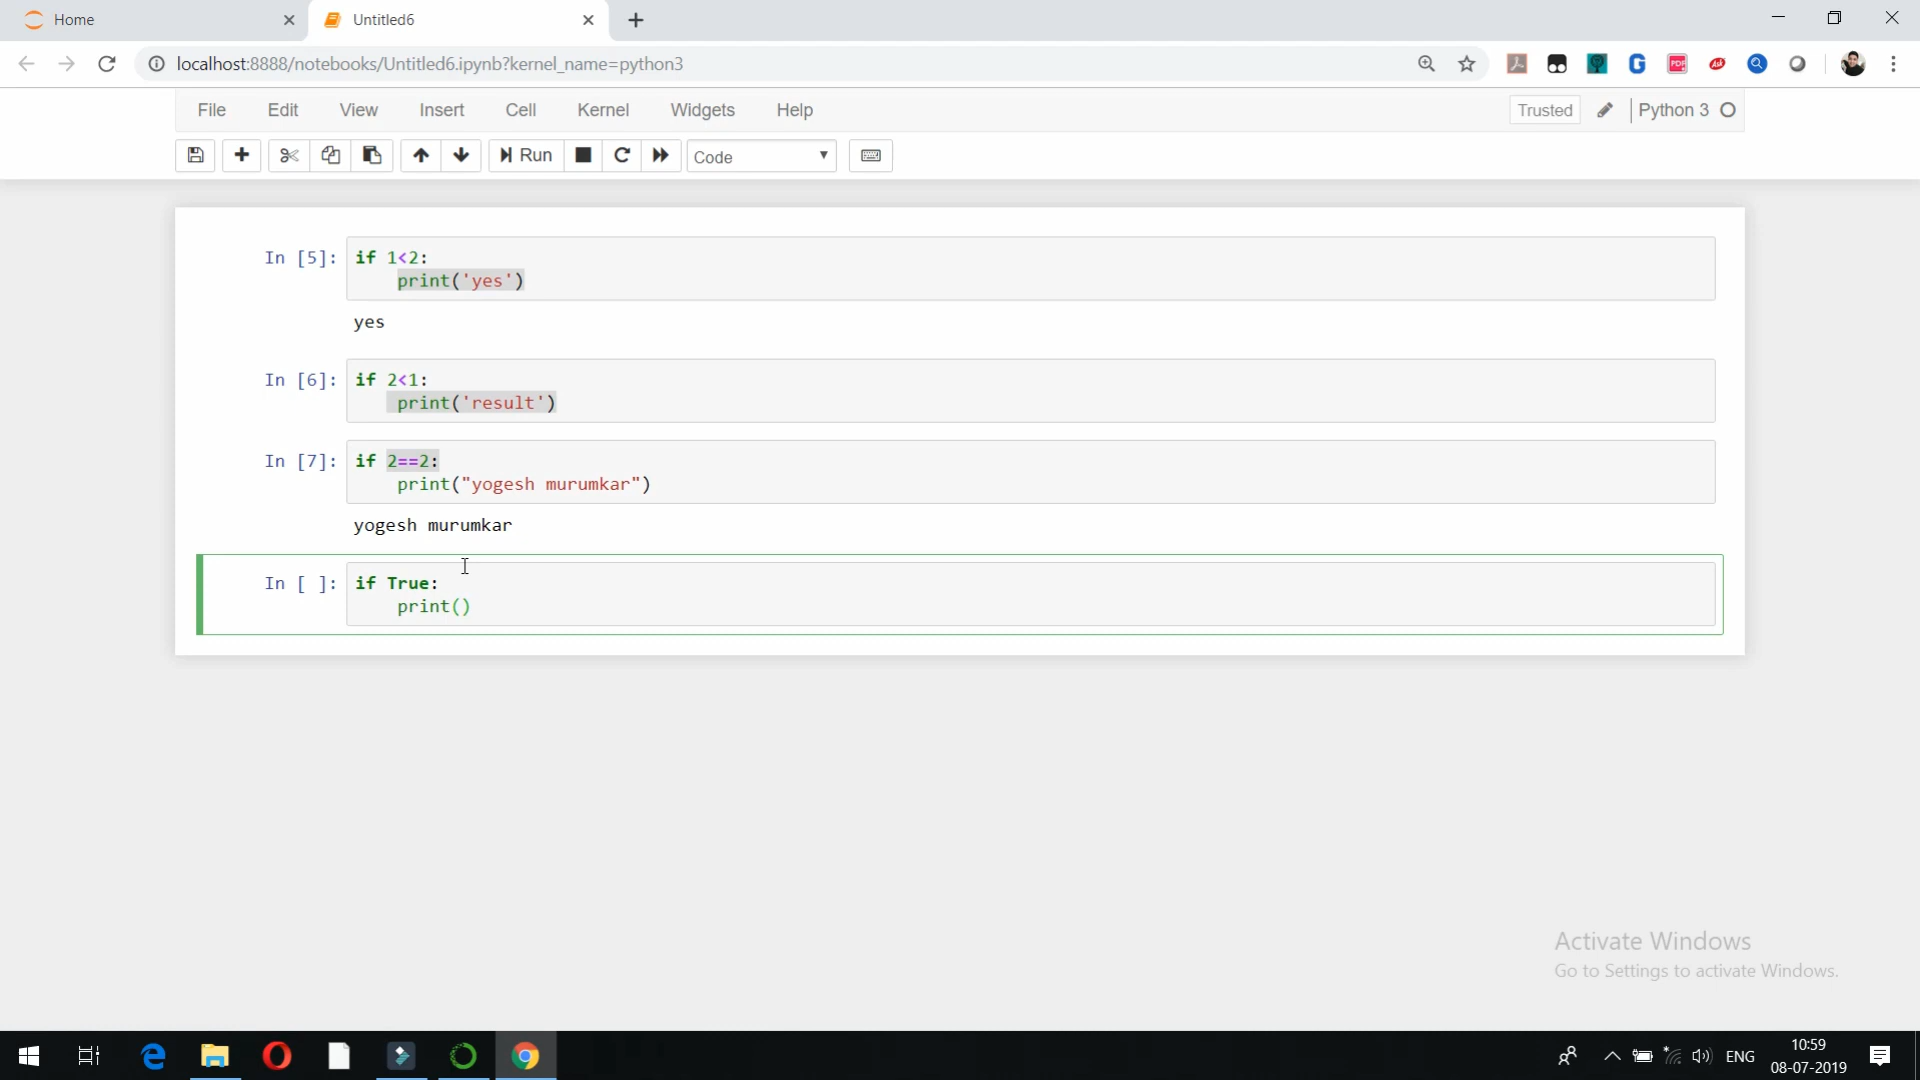 Home
Untitled6
localhost:8888/notebooks/Untitled6.ipynb?kernel_name=python3
File Edit View Insert Cell Kernel Widgets Help
Trusted Python 3
Run Code
In [5]: if 1<2:
print('yes')
yes
In [6]: if 2<1:
print('result')
In [7]: if 2==2:
print("yogesh murumkar")
yogesh murumkar
In [ ]: if True:
print()
Activate Windows
Go to Settings to activate Windows.
ENG
10:59
08-07-2019